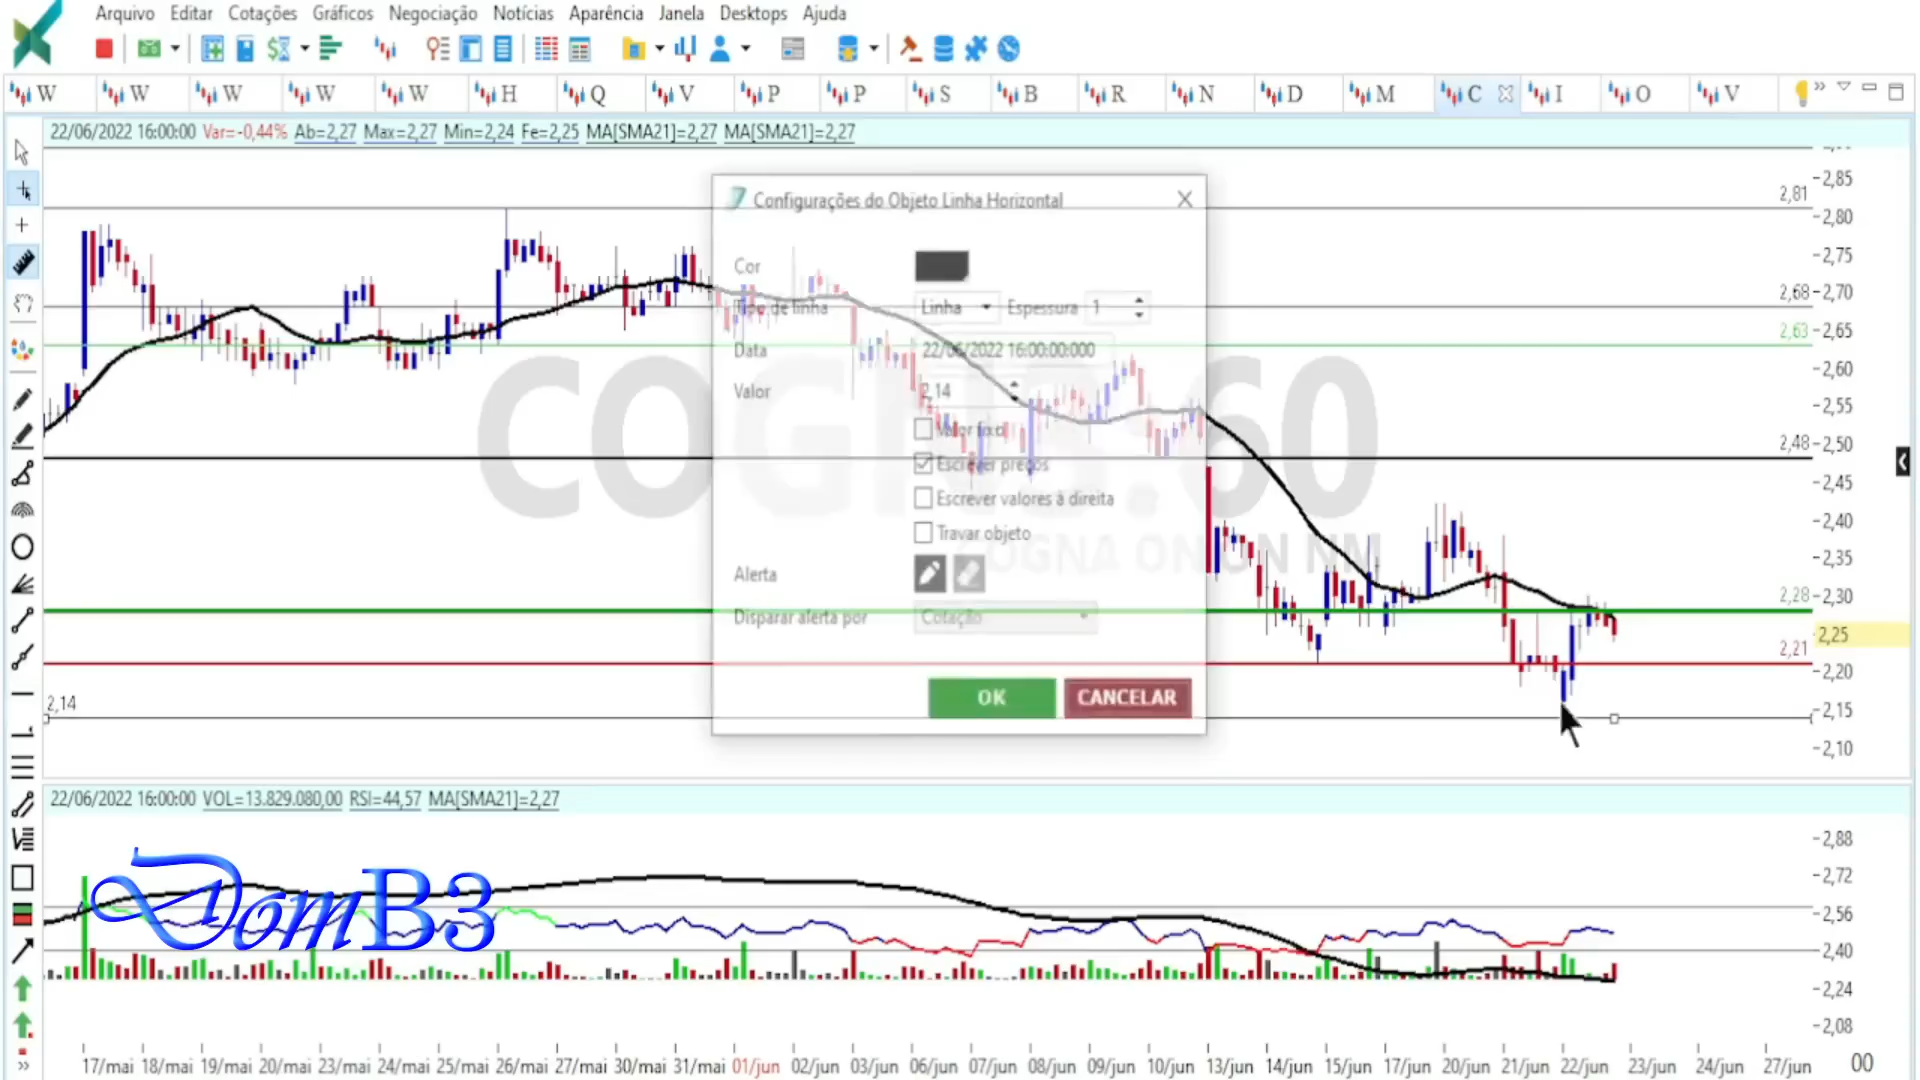 Arquivo Editar Cotações Gráficos Negociação Notícias Aparência Janela Desktops Ajuda
W W W W W H Q V P P S B R N D M C I O V
22/06/2022 16:00:00 Var=-0,44% Ab=2,27 Max=2,27 Min=2,24 Fe=2,25 MA[SMA21]=2,27 MA[SMA21]=2,27
2,85
2,81
2,80
2,75
2,68
2,70
2,63
2,65
2,60
2,55
2,48
2,50
2,45
2,40
2,35
2,28
2,30
2,25
2,21
2,20
2,14
2,15
2,10
Configurações do Objeto Linha Horizontal
Cor
Tipo de linha Linha Espessura 1
Data 22/06/2022 16:00:00:000
Valor 2,14
Valor fixo
Escrever preços
Escrever valores à direita
Travar objeto
Alerta
Disparar alerta por Cotação
OK CANCELAR
COGN3:60
COGNA ON ON NM
22/06/2022 16:00:00 VOL=13.829.080,00 RSI=44,57 MA[SMA21]=2,27
2,88
2,72
2,56
2,40
2,24
2,08
DomB3
17/mai 18/mai 19/mai 20/mai 23/mai 24/mai 25/mai 26/mai 27/mai 30/mai 31/mai 01/jun 02/jun 03/jun 06/jun 07/jun 08/jun 09/jun 10/jun 13/jun 14/jun 15/jun 17/jun 20/jun 21/jun 22/jun 23/jun 24/jun 27/jun 00